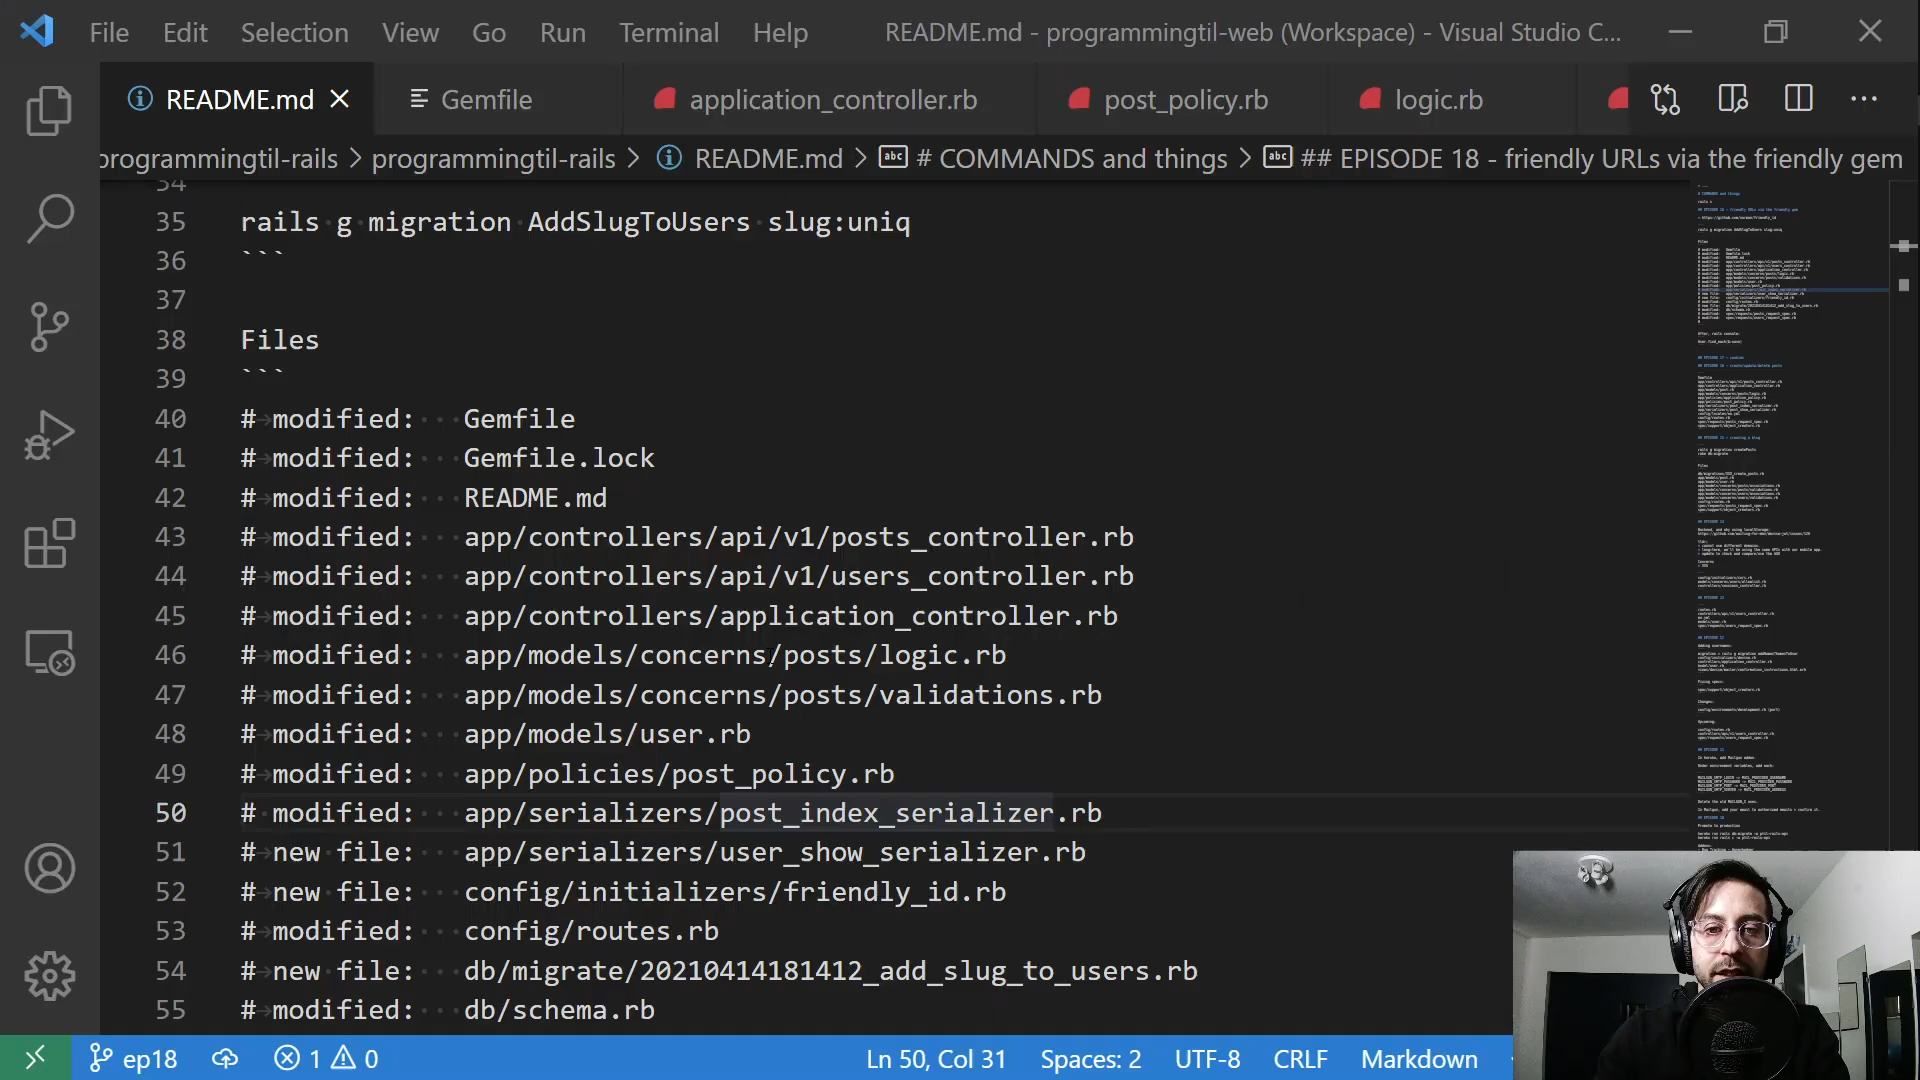 File Edit Selection View Go Run Terminal Help README.md - programmingtil-web (Workspace) - Visual Studio C...
README.md Gemfile application_controller.rb post_policy.rb logic.rb
programmingtil-rails > programmingtil-rails > README.md > # COMMANDS and things > ## EPISODE 18 - friendly URLs via the friendly gem
34
35 rails g migration AddSlugToUsers slug:uniq
36 ```
37
38 Files
39 ```
40 # modified: Gemfile
41 # modified: Gemfile.lock
42 # modified: README.md
43 # modified: app/controllers/api/v1/posts_controller.rb
44 # modified: app/controllers/api/v1/users_controller.rb
45 # modified: app/controllers/application_controller.rb
46 # modified: app/models/concerns/posts/logic.rb
47 # modified: app/models/concerns/posts/validations.rb
48 # modified: app/models/user.rb
49 # modified: app/policies/post_policy.rb
50 # modified: app/serializers/post_index_serializer.rb
51 # new file: app/serializers/user_show_serializer.rb
52 # new file: config/initializers/friendly_id.rb
53 # modified: config/routes.rb
54 # new file: db/migrate/20210414181412_add_slug_to_users.rb
55 # modified: db/schema.rb
ep18 1 0 Ln 50, Col 31 Spaces: 2 UTF-8 CRLF Markdown